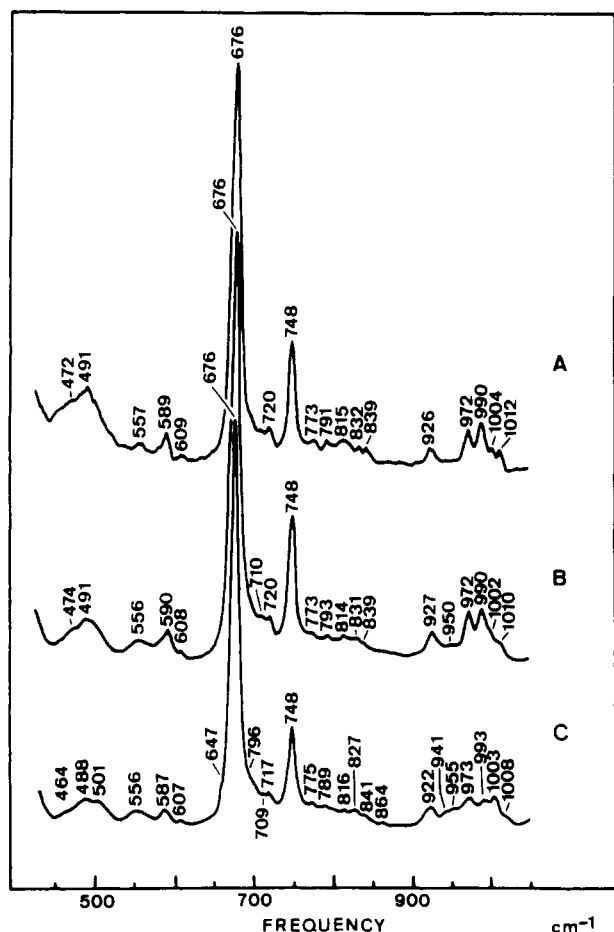 676
676
472 491 557 589 609 720 748 773 791 815 832 839 926 972 990 1004 1012
A
676
474 491 556 590 608 710 720 748 773 793 814 831 839 927 950 972 990 1002 1010
B
464 488 501 556 587 607 647 796 709 717 748 775 789 816 827 841 864 922 941 955 973 993 1003 1008
C
500 700 900
FREQUENCY cm⁻¹